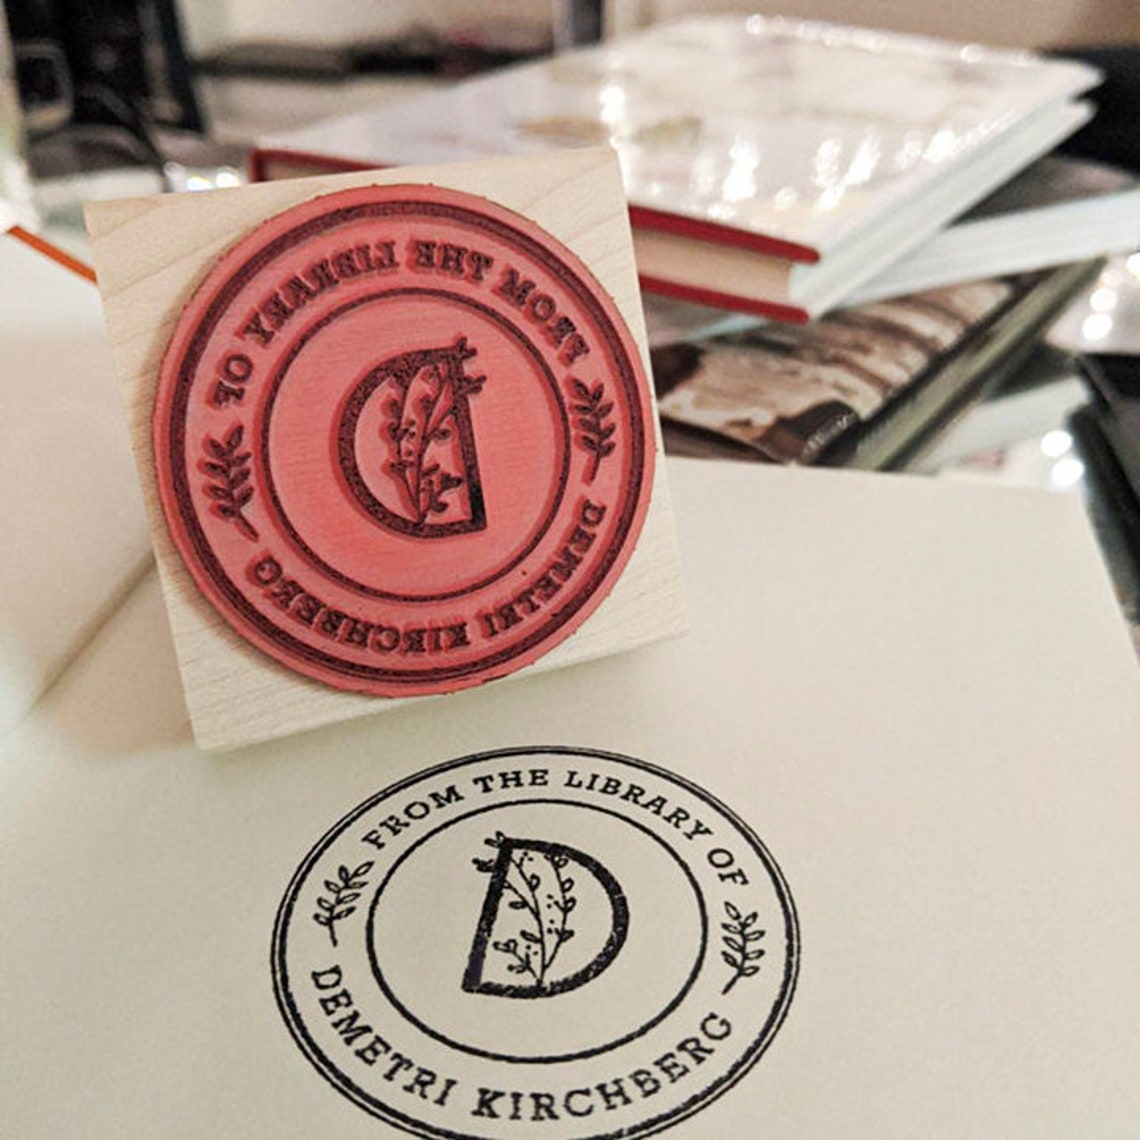 FROM THE LIBRARY OF
D
DEMETRI KIRCHBERG
FROM THE LIBRARY OF
D
DEMETRI KIRCHBERG